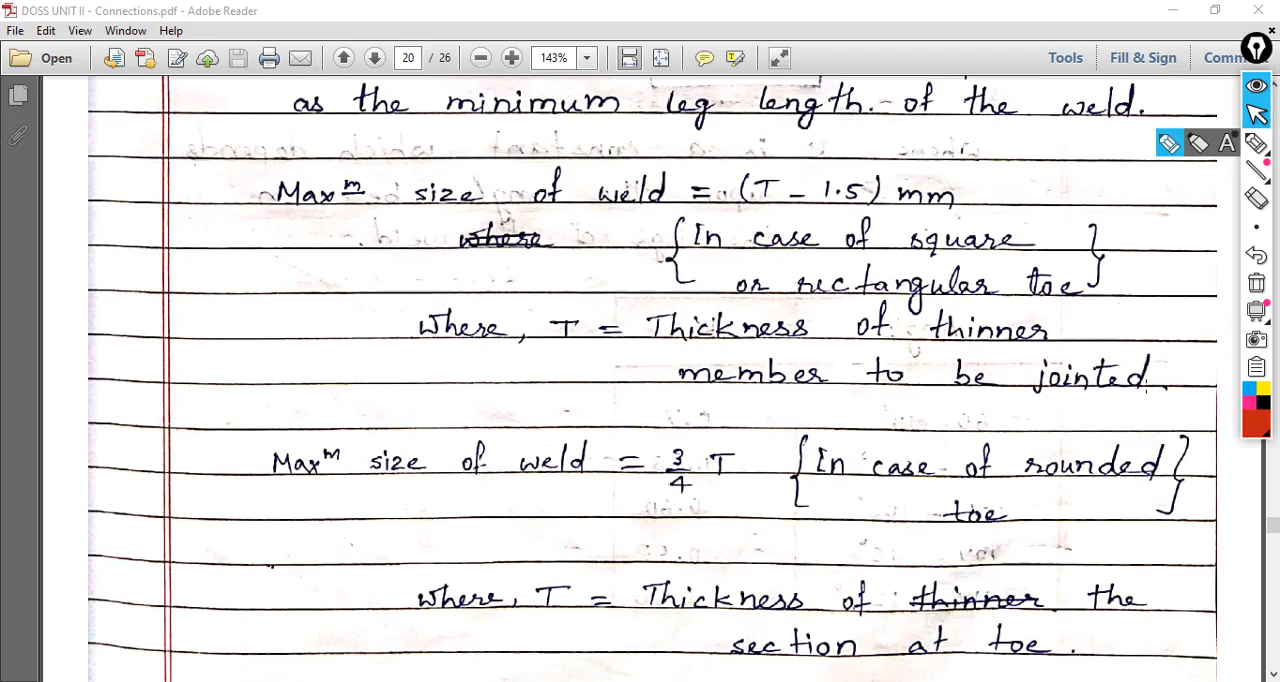 DOSS UNIT II - Connections.pdf - Adobe Reader
File Edit View Window Help
Open 20 / 26 143% Tools Fill & Sign Comm
as the minimum leg length. of the weld.
Maxᵐ size of weld = (T - 1.5) mm
where {In case of square
or rectangular toe}
where, T = Thickness of thinner
member to be jointed.
Maxᵐ size of weld = 3/4 T {In case of rounded
toe}
where, T = Thickness of thinner the
section at toe.